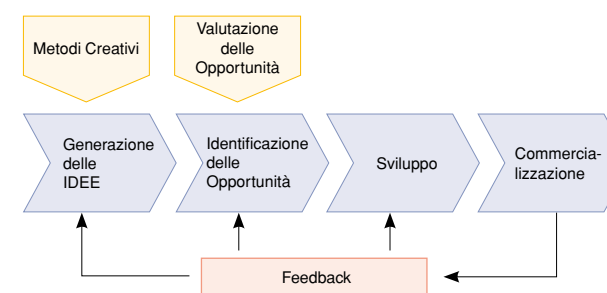 Metodi Creativi
Valutazione
delle
Opportunità
Generazione
delle
IDEE
Identificazione
delle
Opportunità
Sviluppo
Commercia-
lizzazione
Feedback